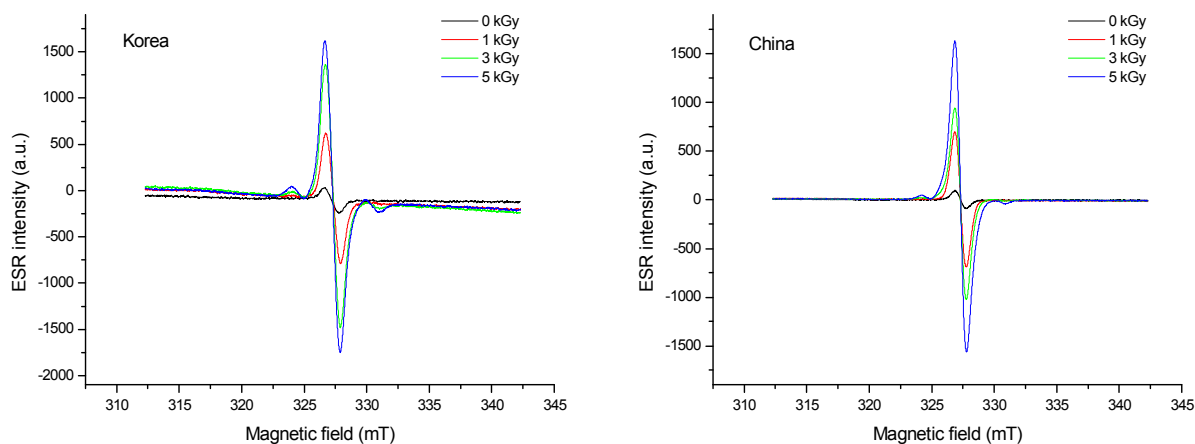 Korea
0 kGy
1 kGy
3 kGy
5 kGy
1500
1000
500
0
-500
-1000
-1500
-2000
ESR intensity (a.u.)
310 315 320 325 330 335 340 345
Magnetic field (mT)
China
0 kGy
1 kGy
3 kGy
5 kGy
1500
1000
500
0
-500
-1000
-1500
ESR intensity (a.u.)
310 315 320 325 330 335 340 345
Magnetic field (mT)